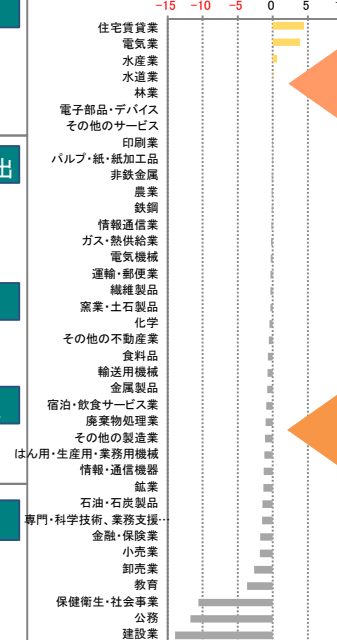 -15 -10 -5 0 5
住宅賃貸業
電気業
水産業
水道業
林業
電子部品・デバイス
その他のサービス
印刷業
パルプ・紙・紙加工品
出
非鉄金属
農業
鉄鋼
情報通信業
ガス・熱供給業
電気機械
運輸・郵便業
繊維製品
窯業・土石製品
化学
その他の不動産業
食料品
輸送用機械
金属製品
宿泊・飲食サービス業
廃棄物処理業
その他の製造業
はん用・生産用・業務用機械
情報・通信機器
鉱業
石油・石炭製品
専門・科学技術、業務支援…
金融・保険業
小売業
卸売業
教育
保健衛生・社会事業
公務
建設業